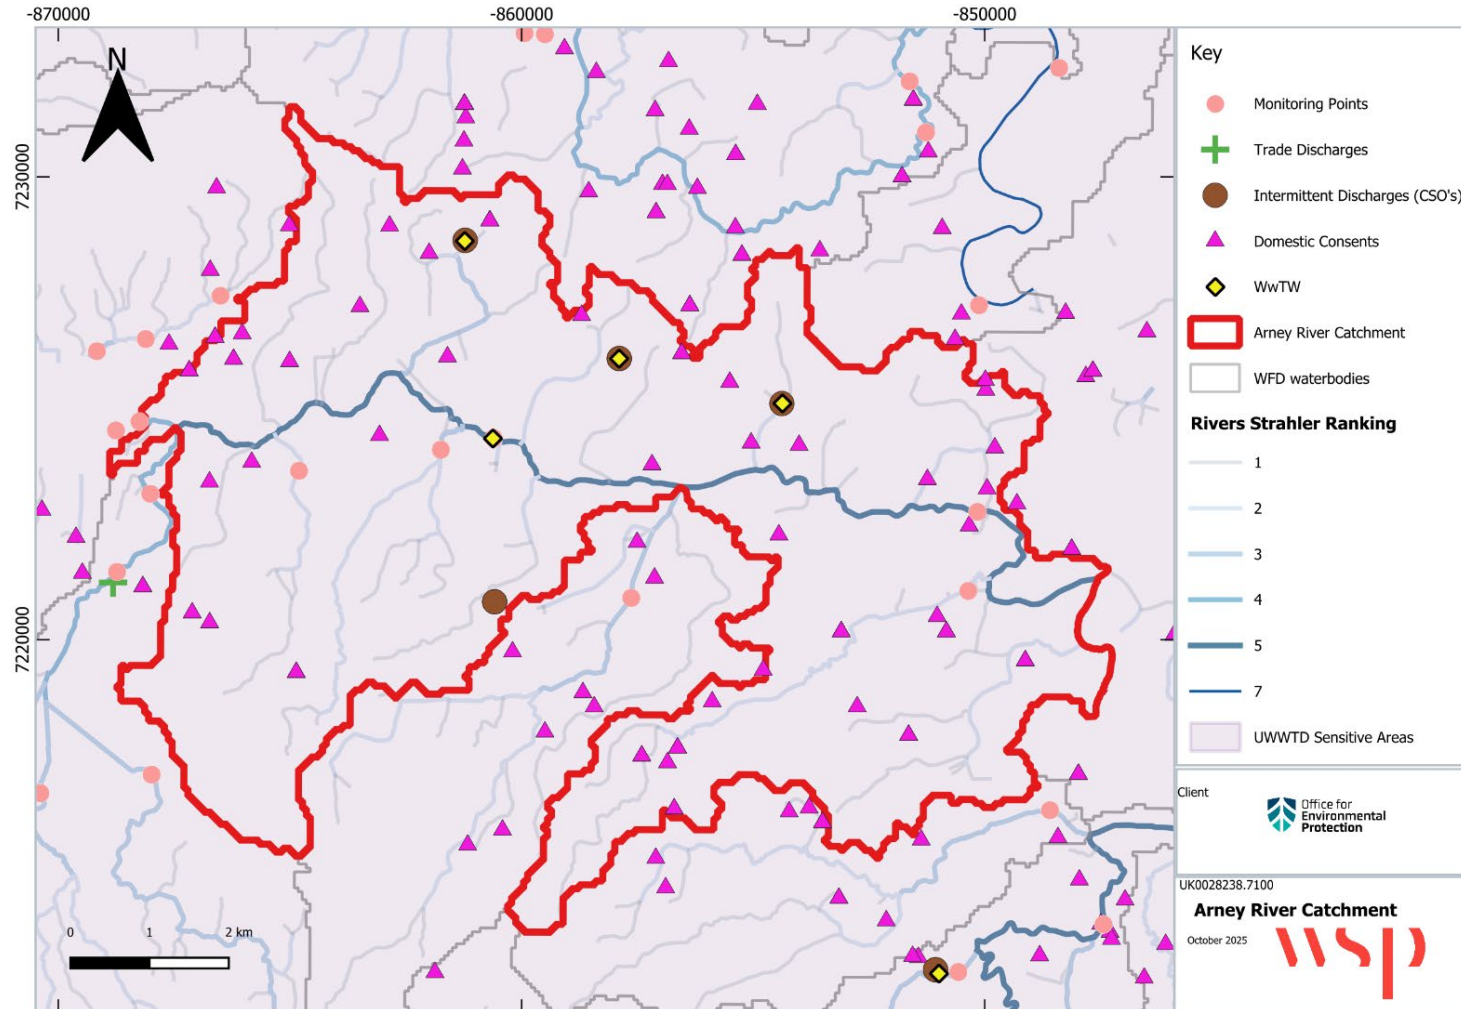 -870000
-860000
-850000
7230000
7220000
N
0 1 2 km
Key
Monitoring Points
Trade Discharges
Intermittent Discharges (CSO's)
Domestic Consents
WwTW
Arney River Catchment
WFD waterbodies
Rivers Strahler Ranking
1
2
3
4
5
7
UWWTD Sensitive Areas
Client
Office for
Environmental
Protection
UK0028238.7100
Arney River Catchment
October 2025
wsp